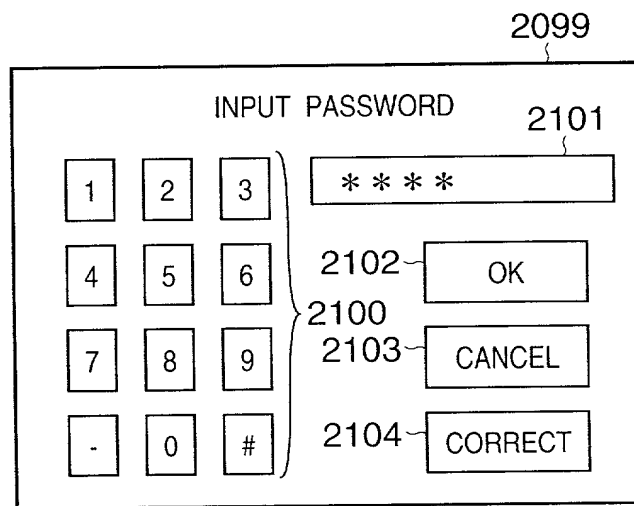 2099
INPUT PASSWORD
2101
1 2 3
* * * *
4 5 6
2102
OK
2100
7 8 9
2103
CANCEL
- 0 #
2104
CORRECT